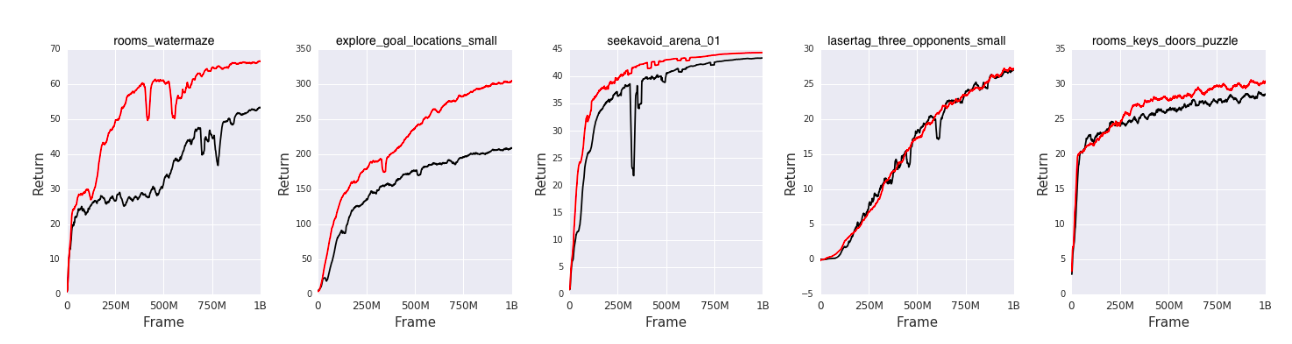 rooms_watermaze
70
60
50
40
30
20
10
0
Return
0
250M
500M
750M
1B
Frame
explore_goal_locations_small
350
300
250
200
150
100
50
0
Return
0
250M
500M
750M
1B
Frame
seekavoid_arena_01
45
40
35
30
25
20
15
10
5
0
Return
0
250M
500M
750M
1B
Frame
lasertag_three_opponents_small
30
25
20
15
10
5
0
−5
Return
0
250M
500M
750M
1B
Frame
rooms_keys_doors_puzzle
35
30
25
20
15
10
5
0
Return
0
250M
500M
750M
1B
Frame